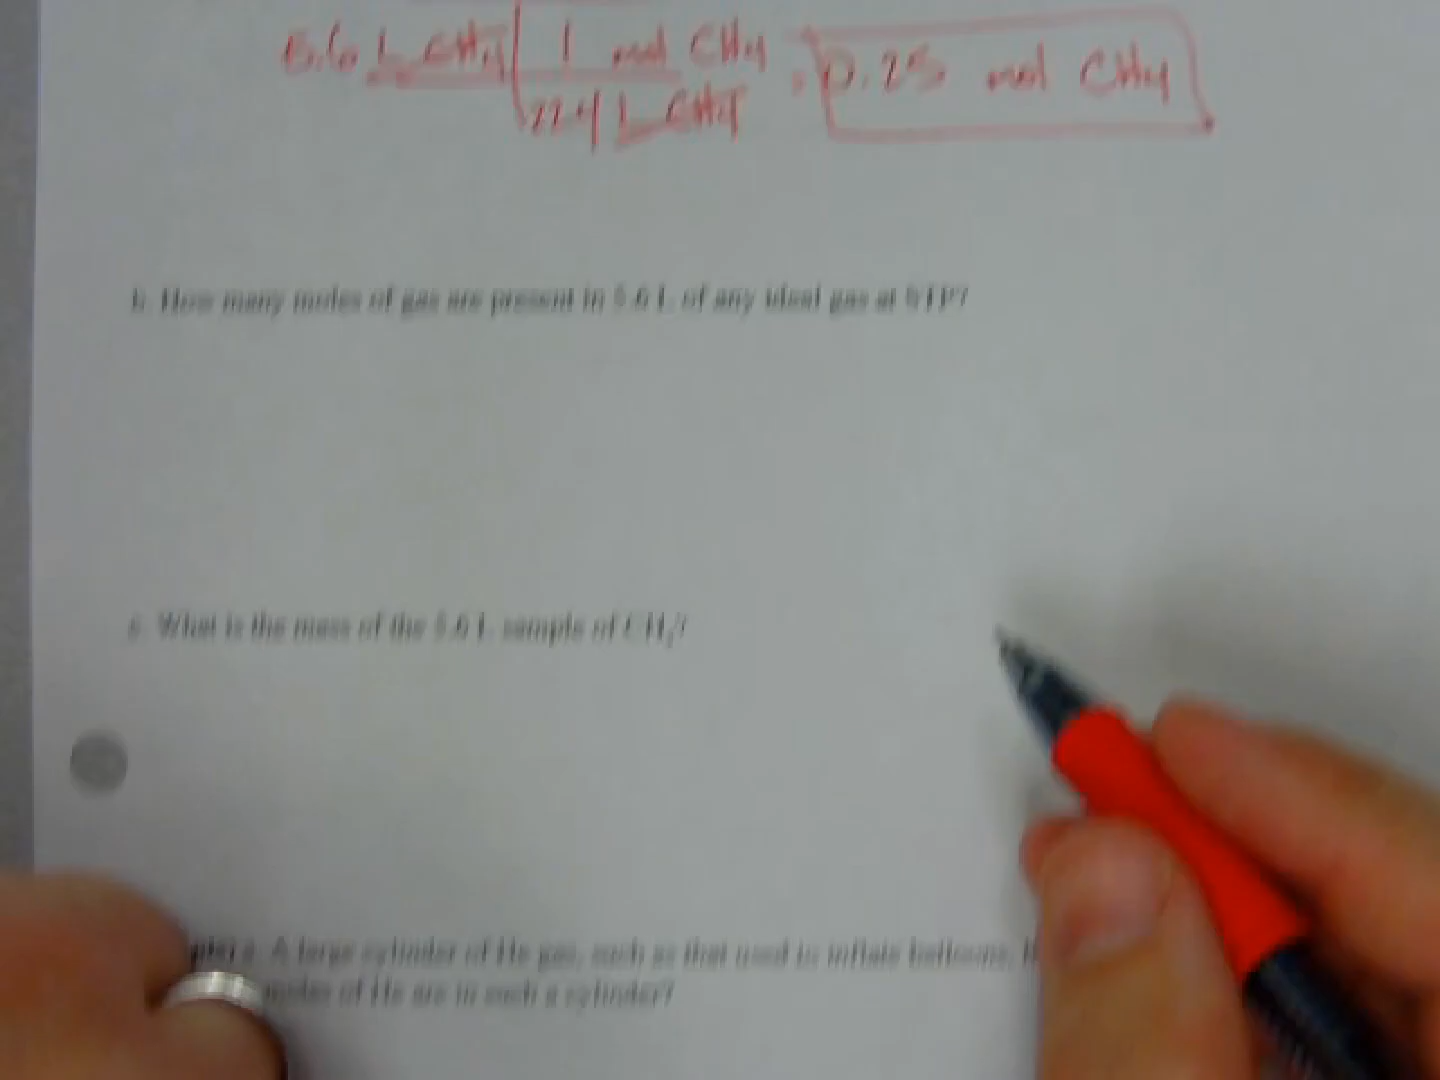 5.6 L CH4 | 1 mol CH4 = 0.25 mol CH4
22.4 L CH4
b. How many moles of gas are present in 5.6 L of any ideal gas at STP?
c. What is the mass of the 5.6 L sample of CH₄?
A large cylinder of He gas, such as that used to inflate balloons,
moles of He are in such a cylinder?